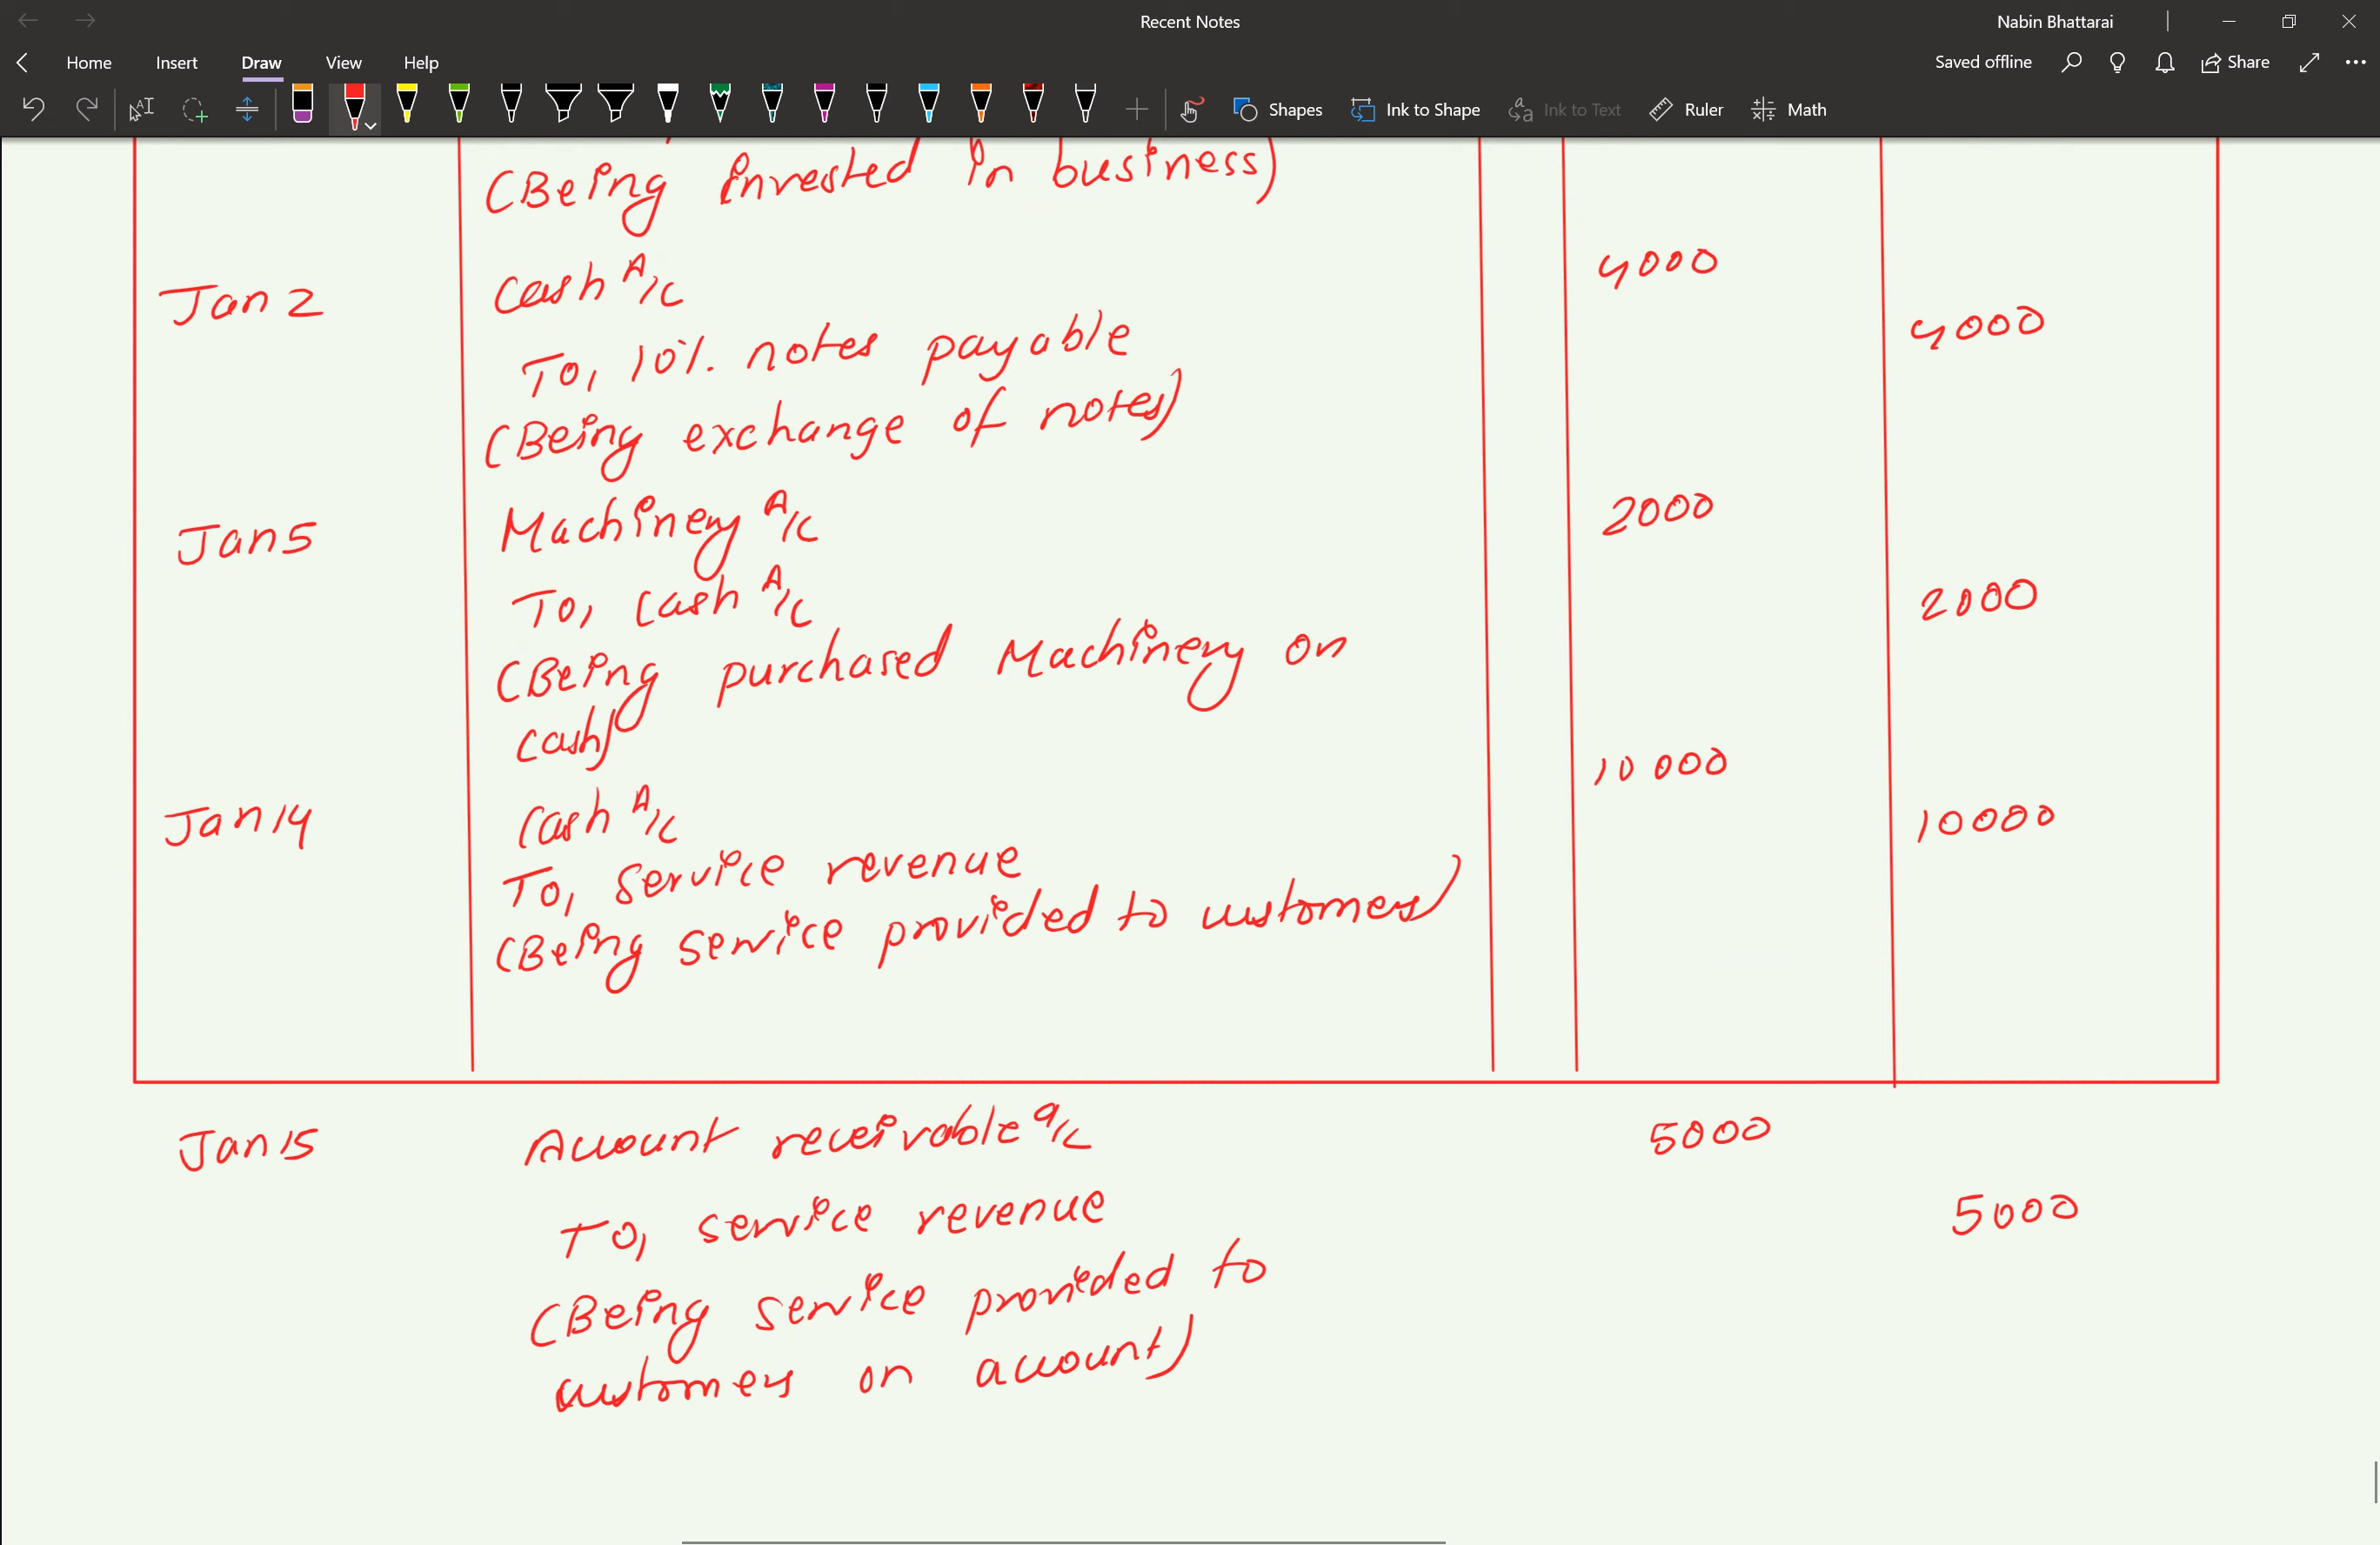 Recent Notes
Nabin Bhattarai
Home Insert Draw View Help
Saved offline Share
Shapes Ink to Shape Ink to Text Ruler Math
(Being invested in business)
Jan 2 Cash A/c 4000
To, 10% notes payable 4000
(Being exchange of notes)
Jan 5 Machinery A/c 2000
To, cash A/c 2000
(Being purchased Machinery on
cash)
Jan 14 Cash A/c 10000
To, service revenue 10000
(Being service provided to customers)
Jan 15 Account receivable a/c 5000
To, service revenue 5000
(Being service provided to
customers on account)